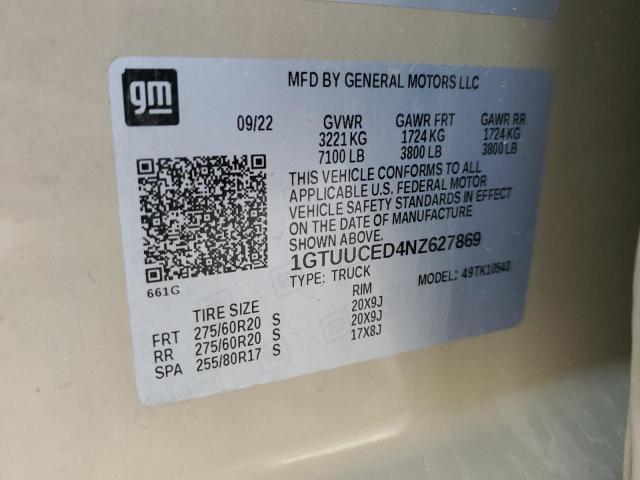 gm
MFD BY GENERAL MOTORS LLC
09/22 GVWR GAWR FRT GAWR RR
3221 KG 1724 KG 1724 KG
7100 LB 3800 LB 3800 LB
THIS VEHICLE CONFORMS TO ALL
APPLICABLE U.S. FEDERAL MOTOR
VEHICLE SAFETY STANDARDS IN EFFECT
ON THE DATE OF MANUFACTURE
SHOWN ABOVE.
1GTUUCED4NZ627869
TYPE: TRUCK MODEL: 49TK10543
661G
TIRE SIZE RIM
FRT 275/60R20 S 20X9J
RR 275/60R20 S 20X9J
SPA 255/80R17 S 17X8J